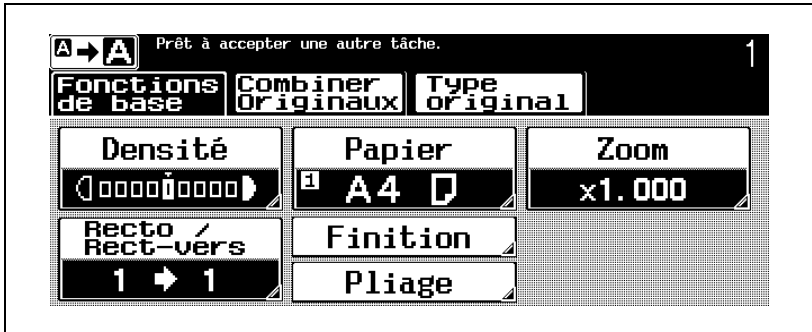 A→A Prêt à accepter une autre tâche. 1
Fonctions de base
Combiner Originaux
Type original
Densité
Papier
Zoom
1 A4
x1.000
Recto / Rect-vers
Finition
1 → 1
Pliage